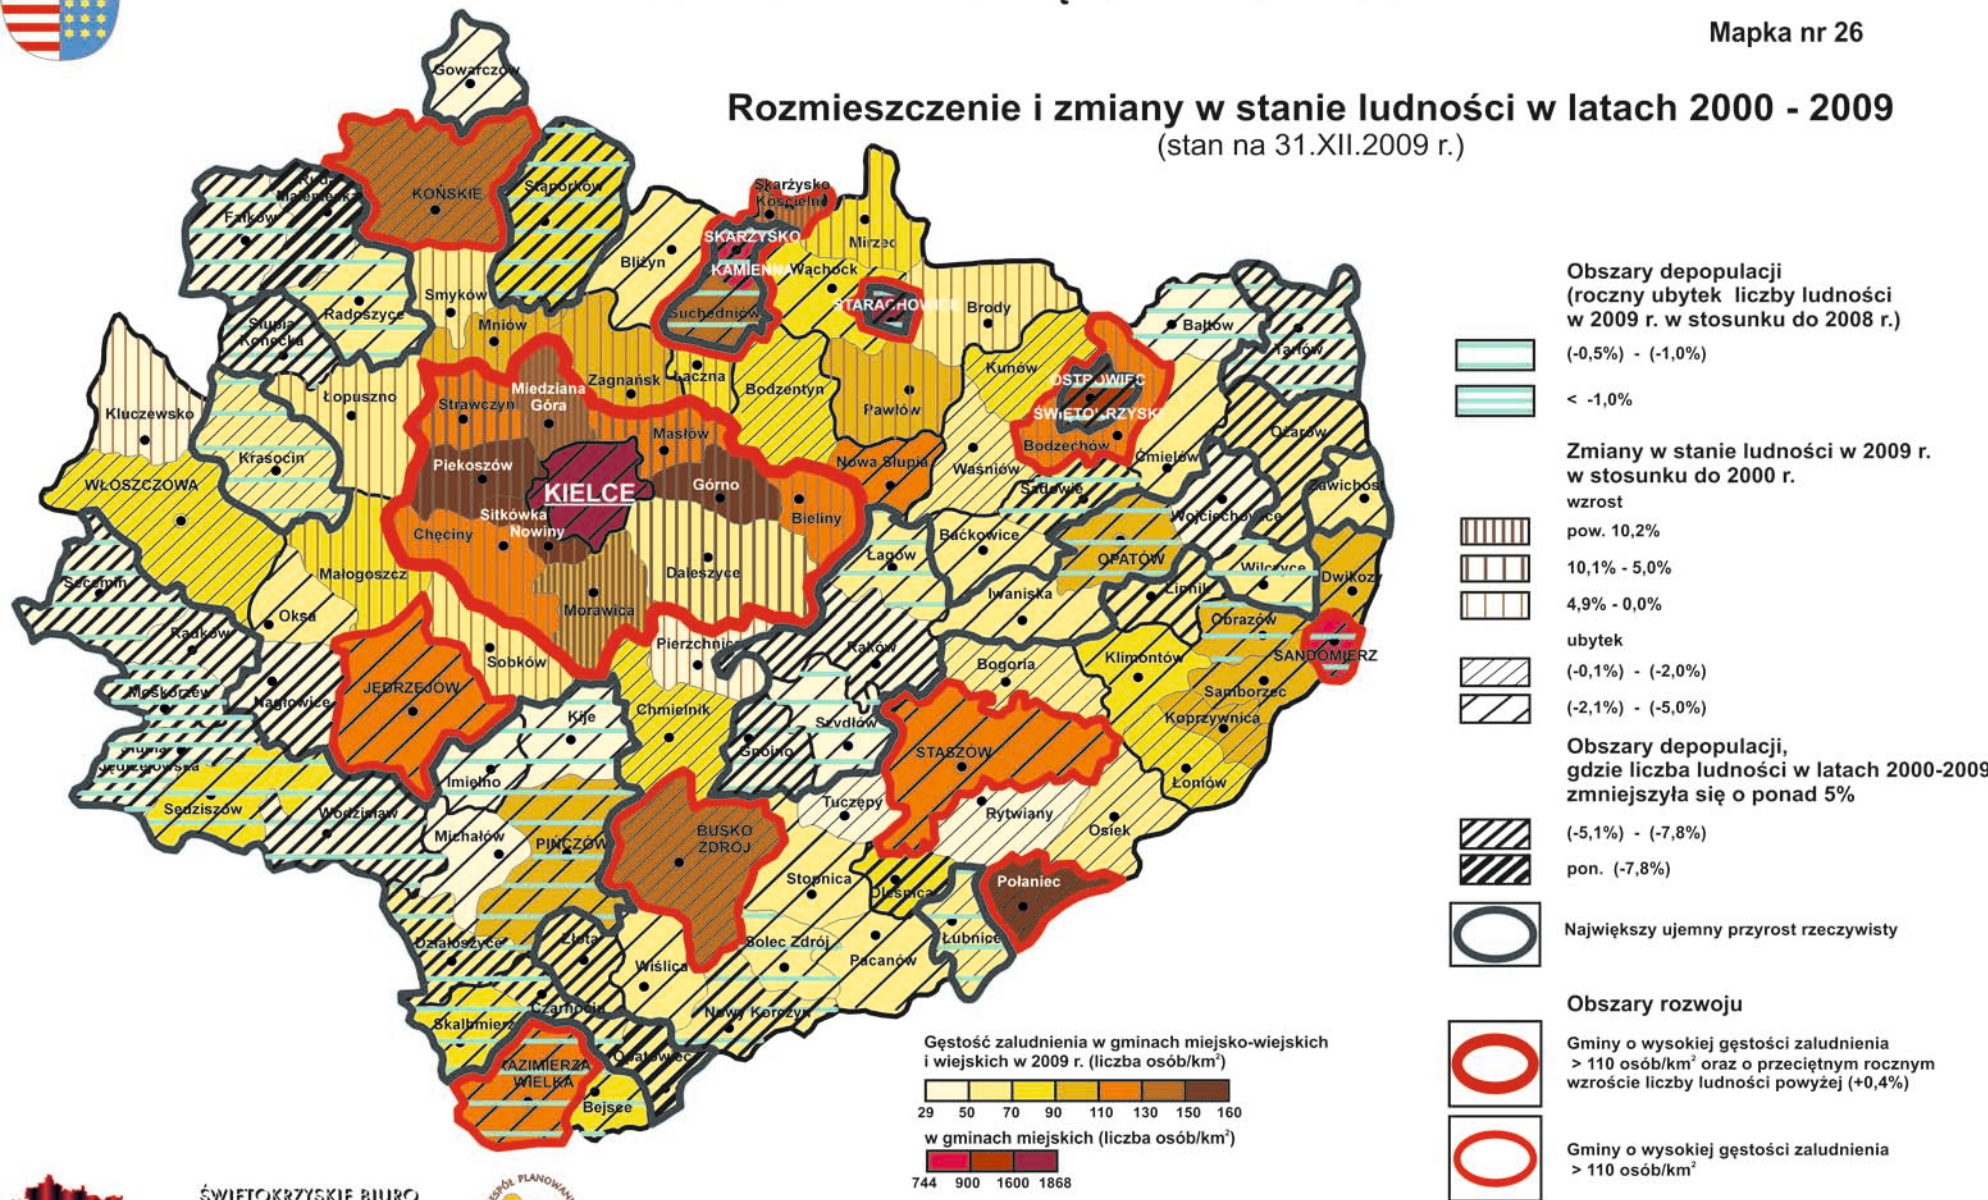 Mapka nr 26
Rozmieszczenie i zmiany w stanie ludności w latach 2000 - 2009
(stan na 31.XII.2009 r.)
Gowarczów
KOŃSKIE
Stąporków
Fałków
Skarżysko
Kościelne
SKARŻYSKO
KAMIENNA
Mirzec
Bliżyn
Wąchock
STARACHOWICE
Brody
Smyków
Radoszyce
Suchedniów
Słupia
Konecka
Mniów
Bałtów
Tarłów
Kluczewsko
Łopuszno
Strawczyn
Miedziana
Góra
Zagnańsk
Łączna
Bodzentyn
Kunów
OSTROWIEC
ŚWIĘTOKRZYSKI
Pawłów
Bodzechów
Masłów
Ożarów
Krasocin
Piekoszów
KIELCE
Górno
Nowa Słupia
Waśniów
Ćmielów
Sadowie
Zawichost
WŁOSZCZOWA
Sitkówka
Nowiny
Bieliny
Wojciechowice
Chęciny
Łagów
Baćkowice
OPATÓW
Małogoszcz
Daleszyce
Wilczyce
Dwikozy
Secemin
Oksa
Morawica
Iwaniska
Lipnik
Obrazów
Radków
Sobków
Pierzchnica
Raków
Bogoria
Klimontów
SANDOMIERZ
Moskorzew
Nagłowice
JĘDRZEJÓW
Samborzec
Kije
Chmielnik
Szydłów
Koprzywnica
Słupia
Jędrzejowska
Imielno
Gnojno
STASZÓW
Łoniów
Sędziszów
Wodzisław
Michałów
PIŃCZÓW
BUSKO
ZDRÓJ
Tuczępy
Rytwiany
Osiek
Stopnica
Oleśnica
Połaniec
Działoszyce
Złota
Wiślica
Solec Zdrój
Pacanów
Łubnice
Skalbmierz
Czarnocin
Nowy Korczyn
KAZIMIERZA
WIELKA
Opatowiec
Bejsce
Obszary depopulacji
(roczny ubytek liczby ludności
w 2009 r. w stosunku do 2008 r.)
(-0,5%) - (-1,0%)
< -1,0%
Zmiany w stanie ludności w 2009 r.
w stosunku do 2000 r.
wzrost
pow. 10,2%
10,1% - 5,0%
4,9% - 0,0%
ubytek
(-0,1%) - (-2,0%)
(-2,1%) - (-5,0%)
Obszary depopulacji,
gdzie liczba ludności w latach 2000-2009
zmniejszyła się o ponad 5%
(-5,1%) - (-7,8%)
pon. (-7,8%)
Największy ujemny przyrost rzeczywisty
Obszary rozwoju
Gminy o wysokiej gęstości zaludnienia
> 110 osób/km² oraz o przeciętnym rocznym
wzroście liczby ludności powyżej (+0,4%)
Gminy o wysokiej gęstości zaludnienia
> 110 osób/km²
Gęstość zaludnienia w gminach miejsko-wiejskich
i wiejskich w 2009 r. (liczba osób/km²)
29 50 70 90 110 130 150 160
w gminach miejskich (liczba osób/km²)
744 900 1600 1868
ŚWIĘTOKRZYSKIE BIURO